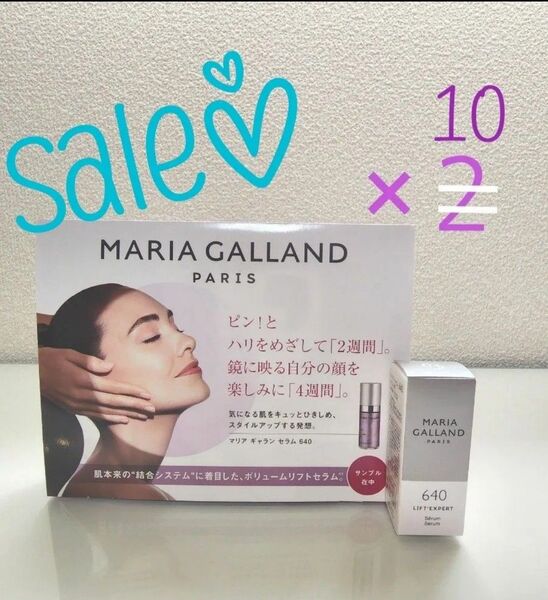 sale
10
× 2
MARIA GALLAND
PARIS
ピン!と
ハリをめざして「2週間」。
鏡に映る自分の顔を
楽しみに「4週間」。
気になる肌をキュッとひきしめ、
スタイルアップする発想。
マリア ギャラン セラム 640
肌本来の"結合システム"に着目した、ボリュームリフトセラム
サンプル
在中
MARIA
GALLAND
PARIS
640
LIFT'EXPERT
Sérum
Serum